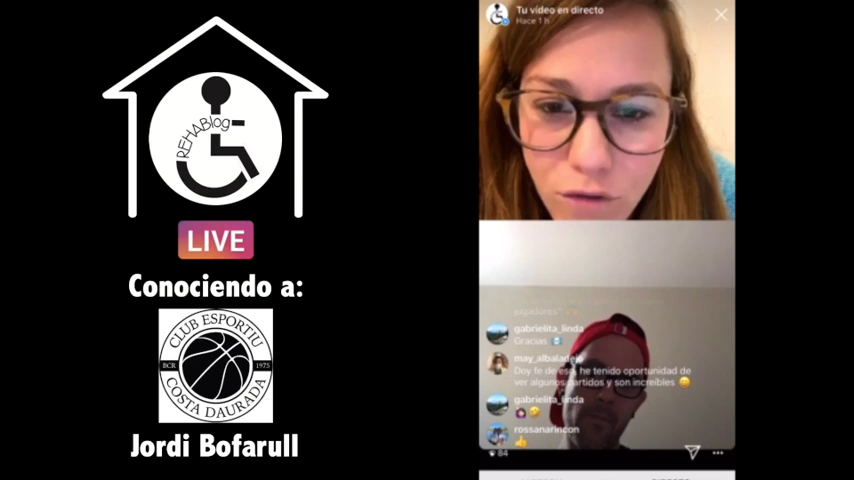 REHABlog
LIVE
Conociendo a:
CLUB ESPORTIU
BCR
1975
COSTA DAURADA
Jordi Bofarull
Tu vídeo en directo
Hace 1 h
jugadores"
gabrielita_linda
Gracias
may_albaladejo
Doy fe de eso, he tenido oportunidad de
ver algunos partidos y son increíbles
gabrielita_linda
rossanarincon
84